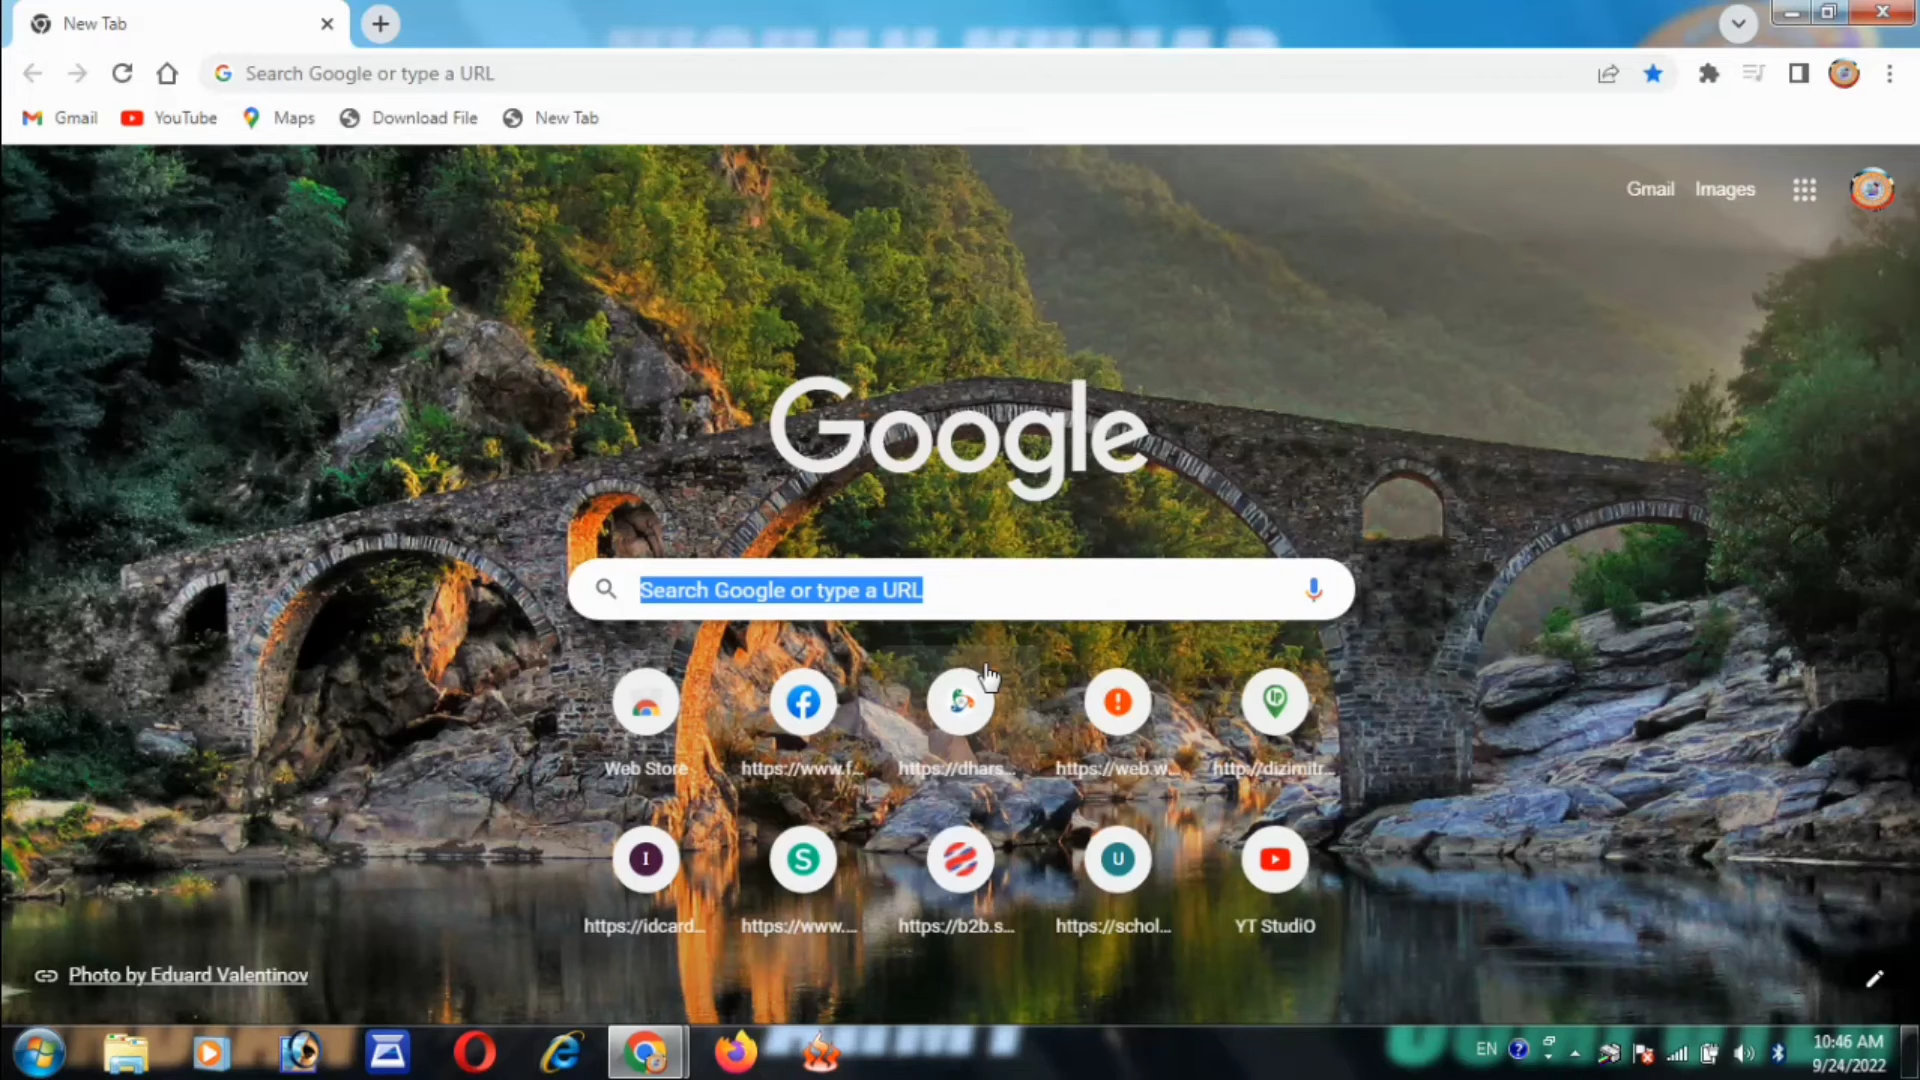 New Tab
Search Google or type a URL
Gmail
YouTube
Maps
Download File
New Tab
Gmail
Images
Google
Search Google or type a URL
Web Store
https://www.f...
https://dhars...
https://web.w...
http://dizimitr...
I
S
U
https://idcard...
https://www....
https://b2b.s...
https://schol...
YT StudiO
Photo by Eduard Valentinov
EN
10:46 AM
9/24/2022